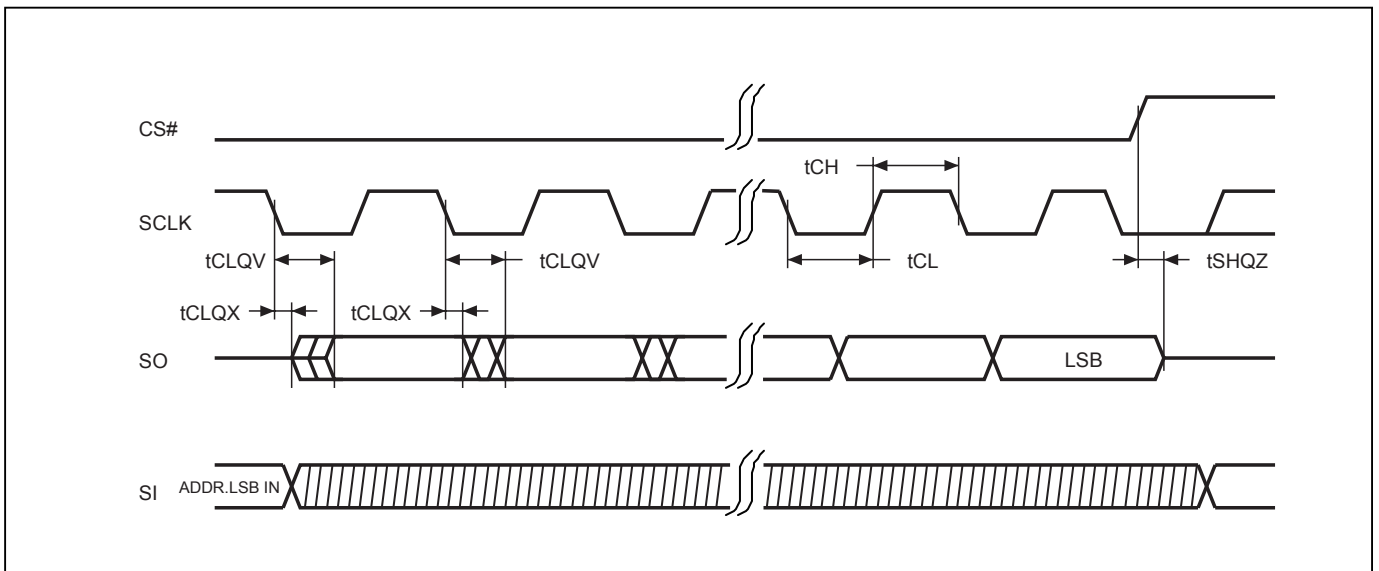 CS#
tCH
SCLK
tCLQV
tCLQV
tCL
tSHQZ
tCLQX
tCLQX
SO
LSB
SI
ADDR.LSB IN